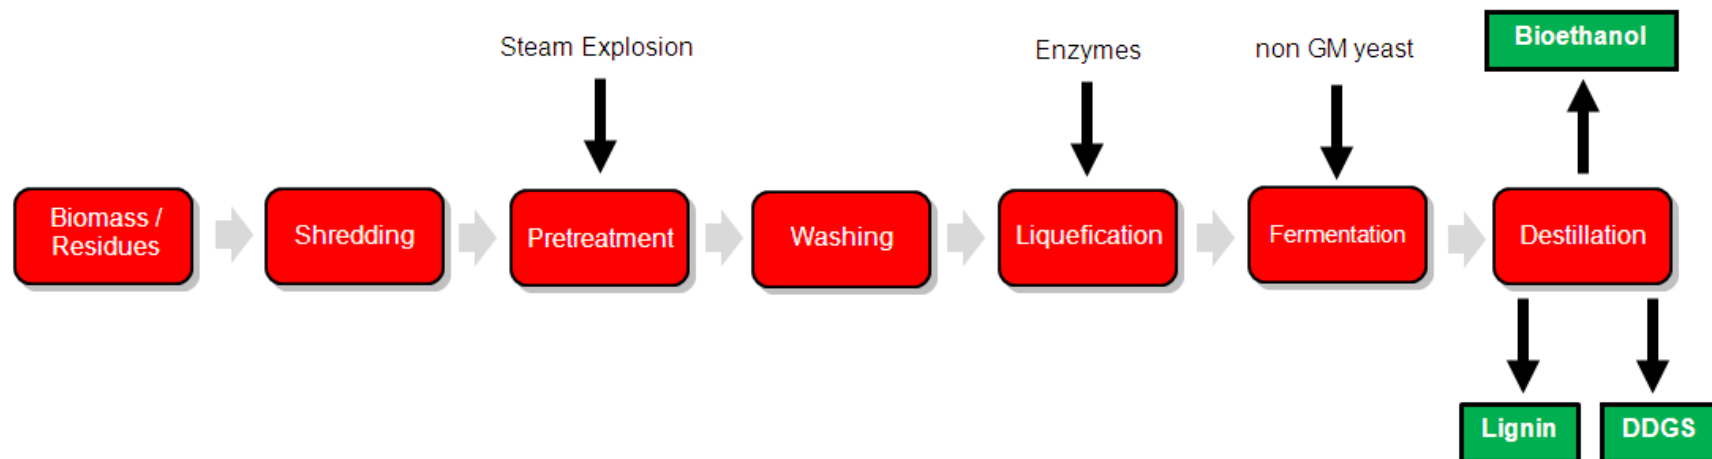 Steam Explosion
Enzymes
non GM yeast
Bioethanol
Biomass /
Residues
Shredding
Pretreatment
Washing
Liquefication
Fermentation
Destillation
Lignin
DDGS